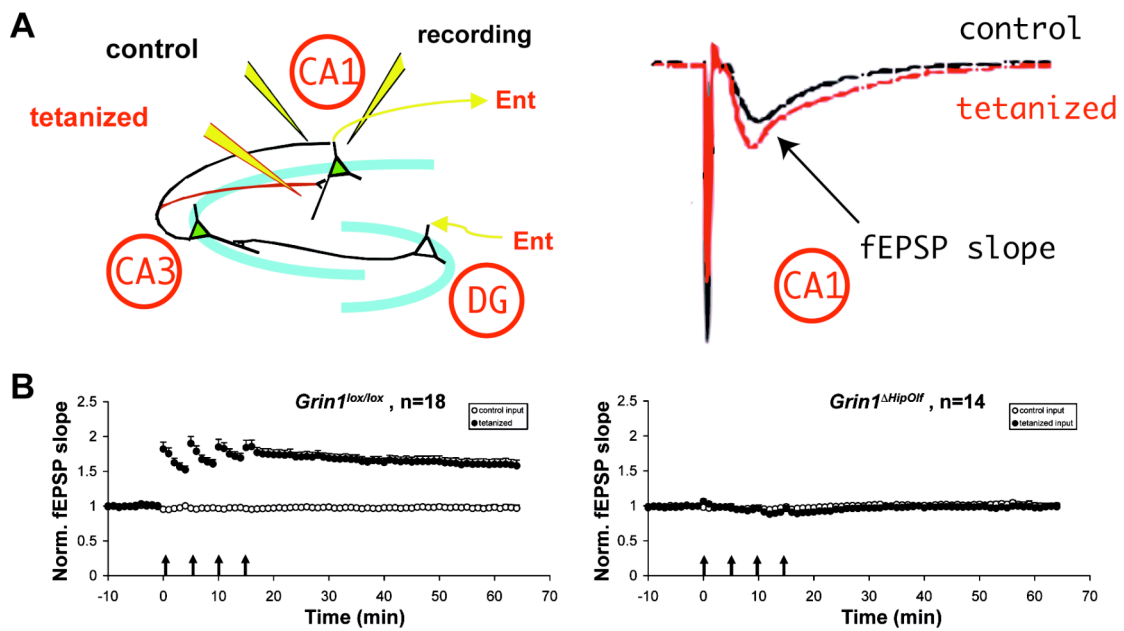 A
control
recording
CA1
tetanized
Ent
Ent
CA3
DG
control
tetanized
fEPSP slope
CA1
B
Grin1lox/lox , n=18
control input
tetanized
Norm. fEPSP slope
2.5
2
1.5
1
0.5
0
-10 0 10 20 30 40 50 60 70
Time (min)
Grin1ΔHipOlf , n=14
control input
tetanized input
Norm. fEPSP slope
2.5
2
1.5
1
0.5
0
-10 0 10 20 30 40 50 60 70
Time (min)